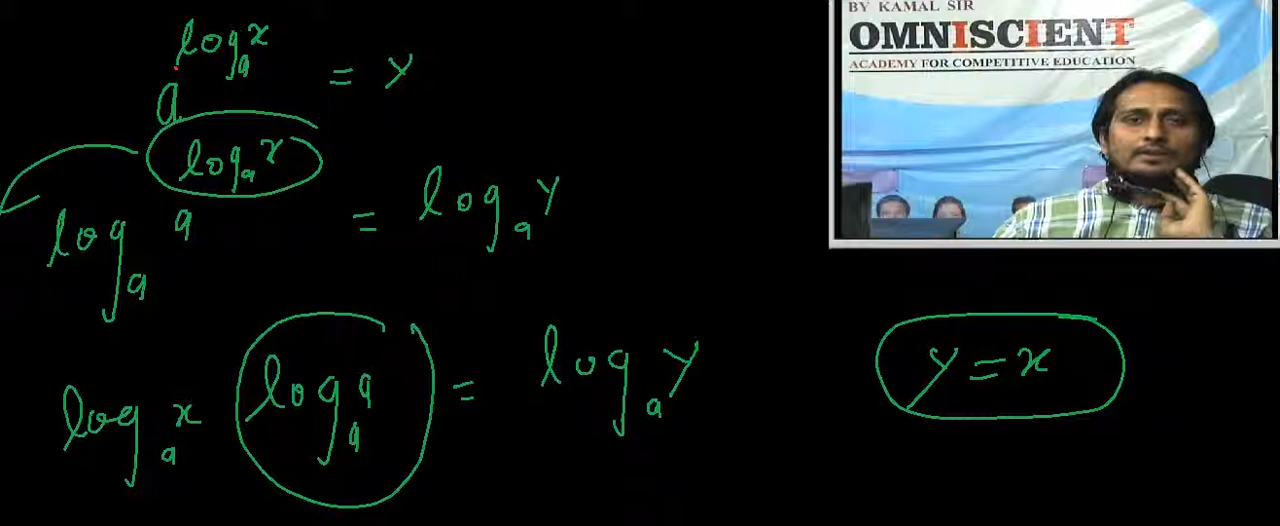 BY KAMAL SIR
OMNISCIENT
ACADEMY FOR COMPETITIVE EDUCATION
a^{log_a x} = y
log_a a^{log_a x} = log_a y
log_a x log_a a = log_a y
y = x